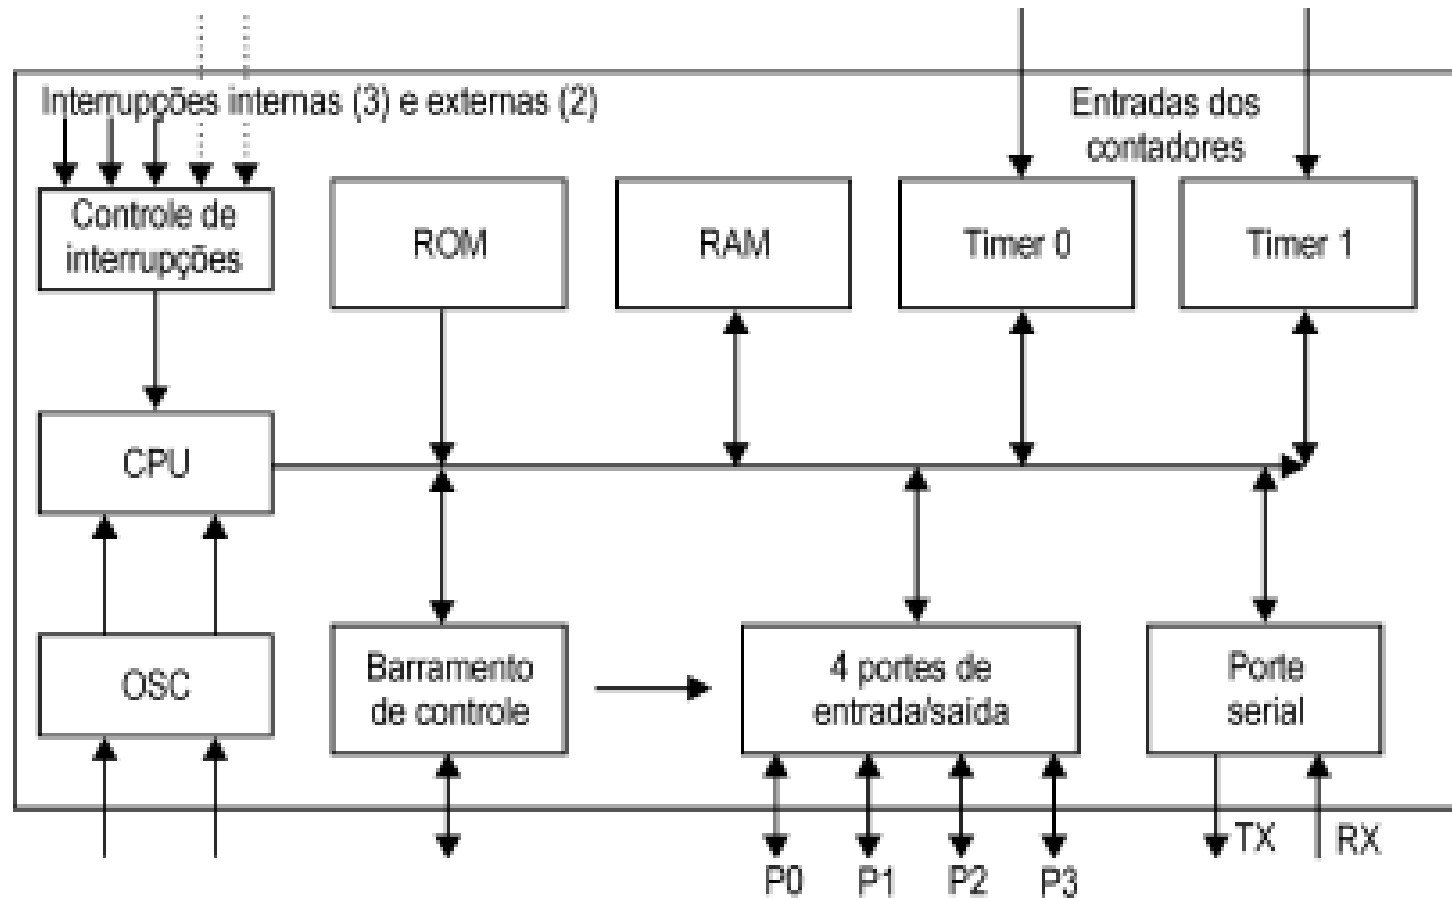 Interrupções internas (3) e externas (2)
Entradas dos
contadores
Controle de
interrupções
ROM
RAM
Timer 0
Timer 1
CPU
OSC
Barramento
de controle
4 portes de
entrada/saída
Porte
serial
TX
RX
P0
P1
P2
P3